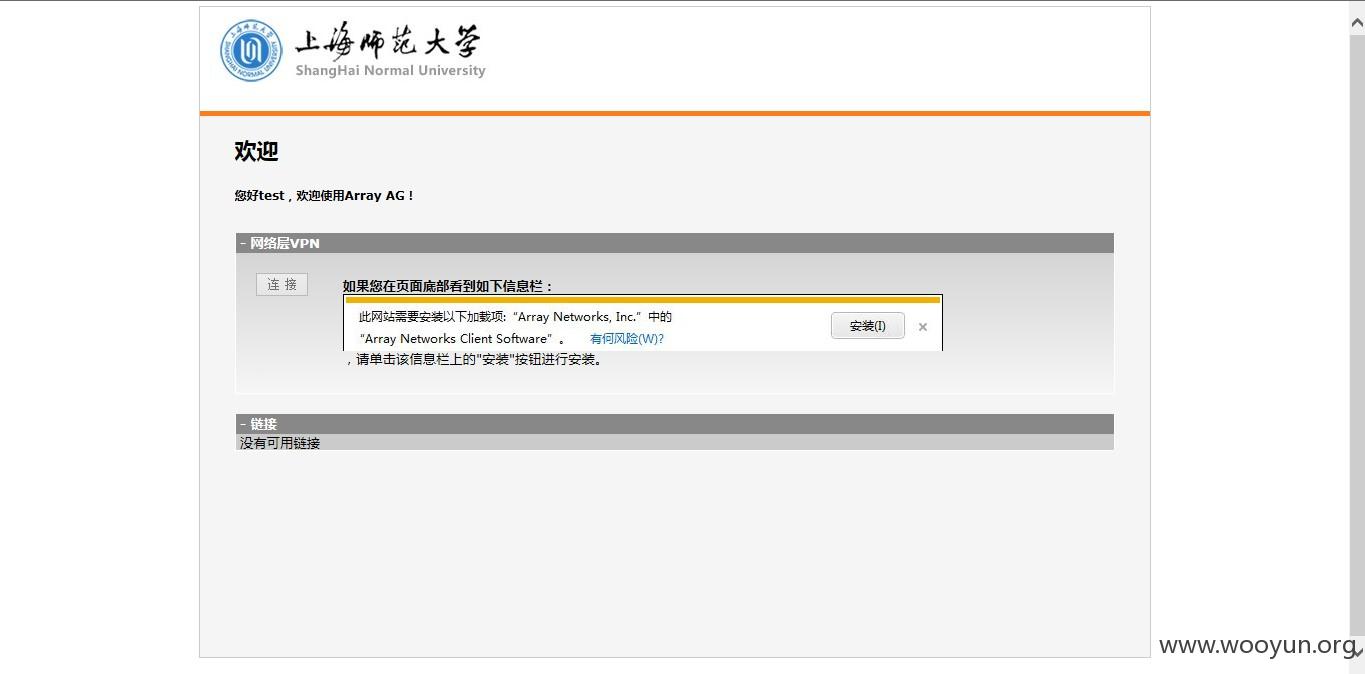 上海师范大学
ShangHai Normal University
欢迎
您好test，欢迎使用Array AG！
- 网络层VPN
连 接
如果您在页面底部看到如下信息栏：
此网站需要安装以下加载项: “Array Networks, Inc.” 中的
“Array Networks Client Software” 。 有何风险(W)?
安装(I)
×
，请单击该信息栏上的"安装"按钮进行安装。
- 链接
没有可用链接
www.wooyun.org